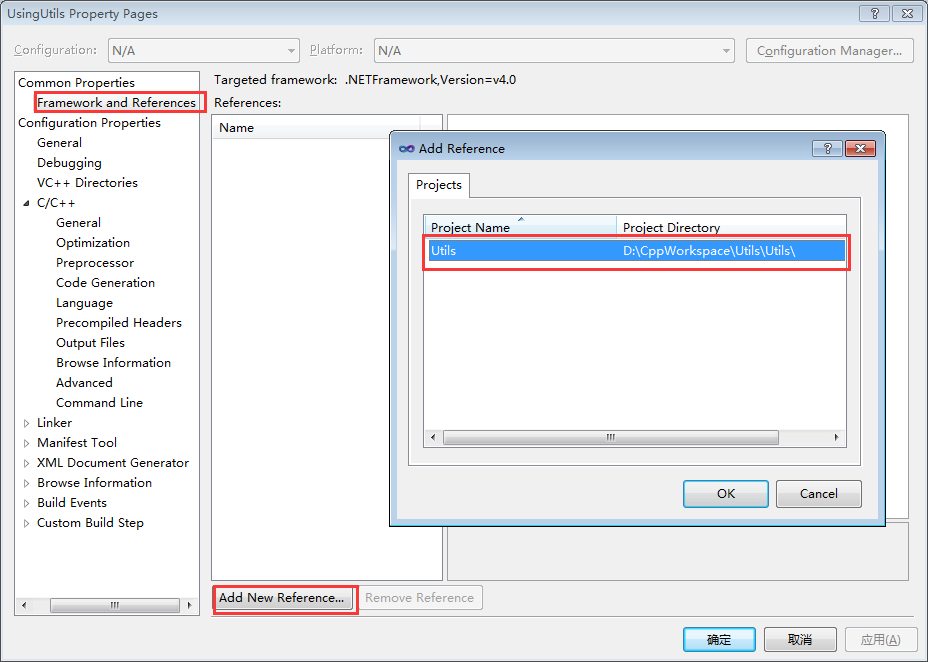 UsingUtils Property Pages
Configuration: N/A Platform: N/A Configuration Manager...
Common Properties
Framework and References
Configuration Properties
General
Debugging
VC++ Directories
C/C++
General
Optimization
Preprocessor
Code Generation
Language
Precompiled Headers
Output Files
Browse Information
Advanced
Command Line
Linker
Manifest Tool
XML Document Generator
Browse Information
Build Events
Custom Build Step
Targeted framework: .NETFramework,Version=v4.0
References:
Name
Add Reference
Projects
Project Name Project Directory
Utils D:\CppWorkspace\Utils\Utils\
OK Cancel
Add New Reference... Remove Reference
确定 取消 应用(A)